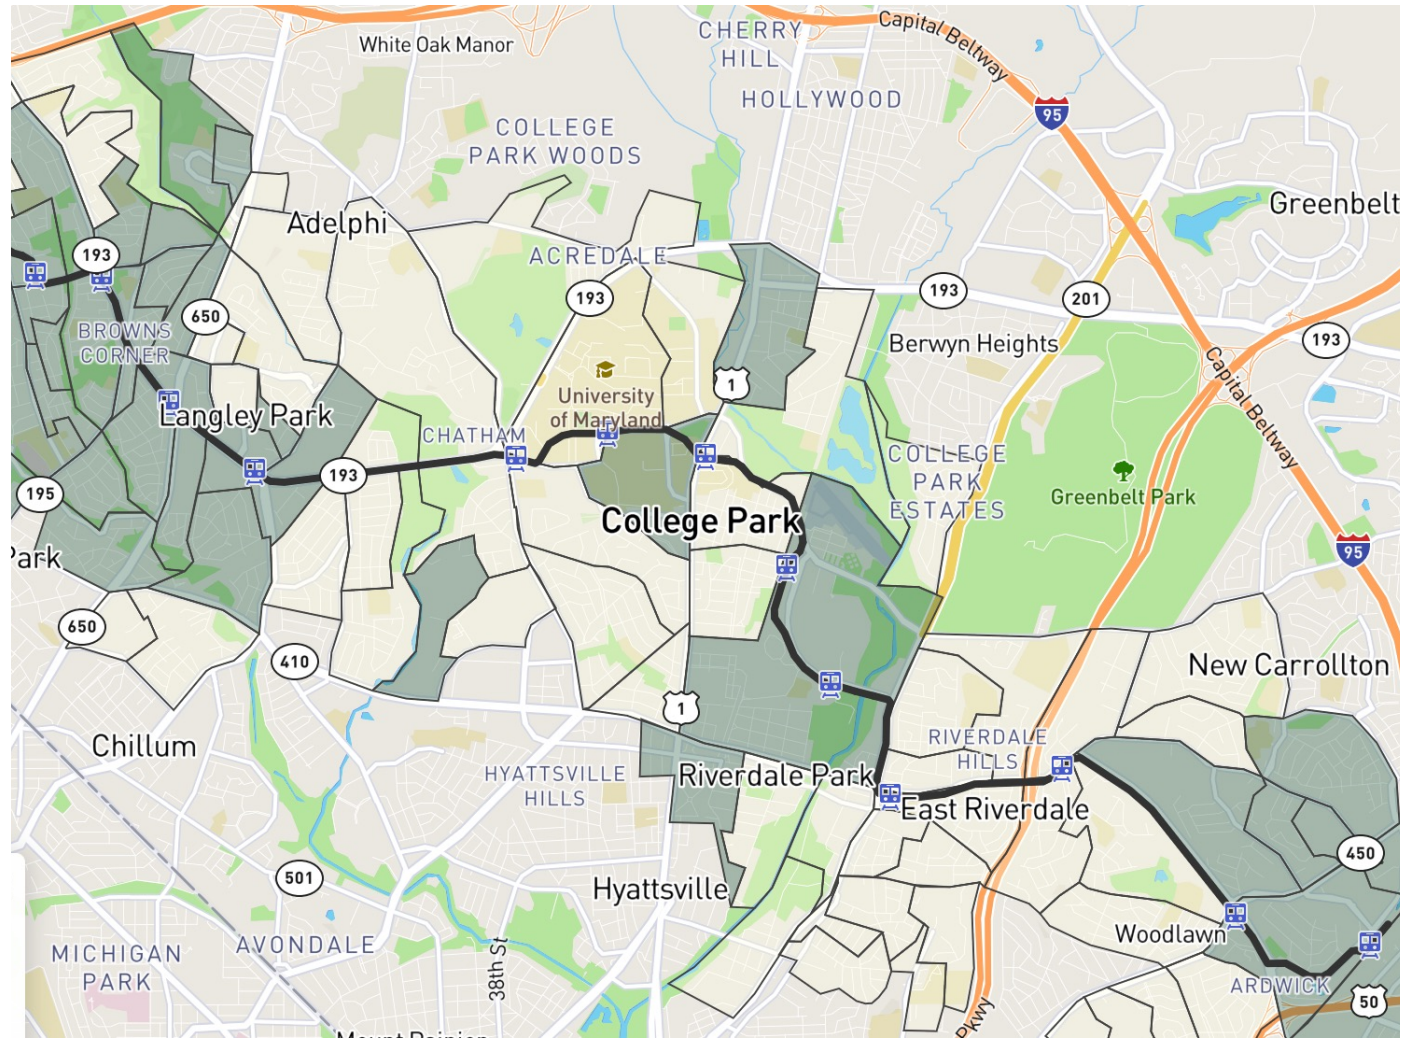 White Oak Manor
CHERRY
HILL
Capital Beltway
HOLLYWOOD
95
COLLEGE
PARK WOODS
Adelphi
Greenbelt
ACREDALE
193
193
193
201
650
BROWNS
CORNER
Berwyn Heights
193
Capital Beltway
1
University
of Maryland
Langley Park
CHATHAM
COLLEGE
PARK
ESTATES
Greenbelt Park
193
195
College Park
95
Park
650
410
New Carrollton
1
Chillum
RIVERDALE
HILLS
HYATTSVILLE
HILLS
Riverdale Park
East Riverdale
450
501
Hyattsville
Woodlawn
MICHIGAN
PARK
AVONDALE
38th St
ARDWICK
50
Pkwy
Mount Rainier